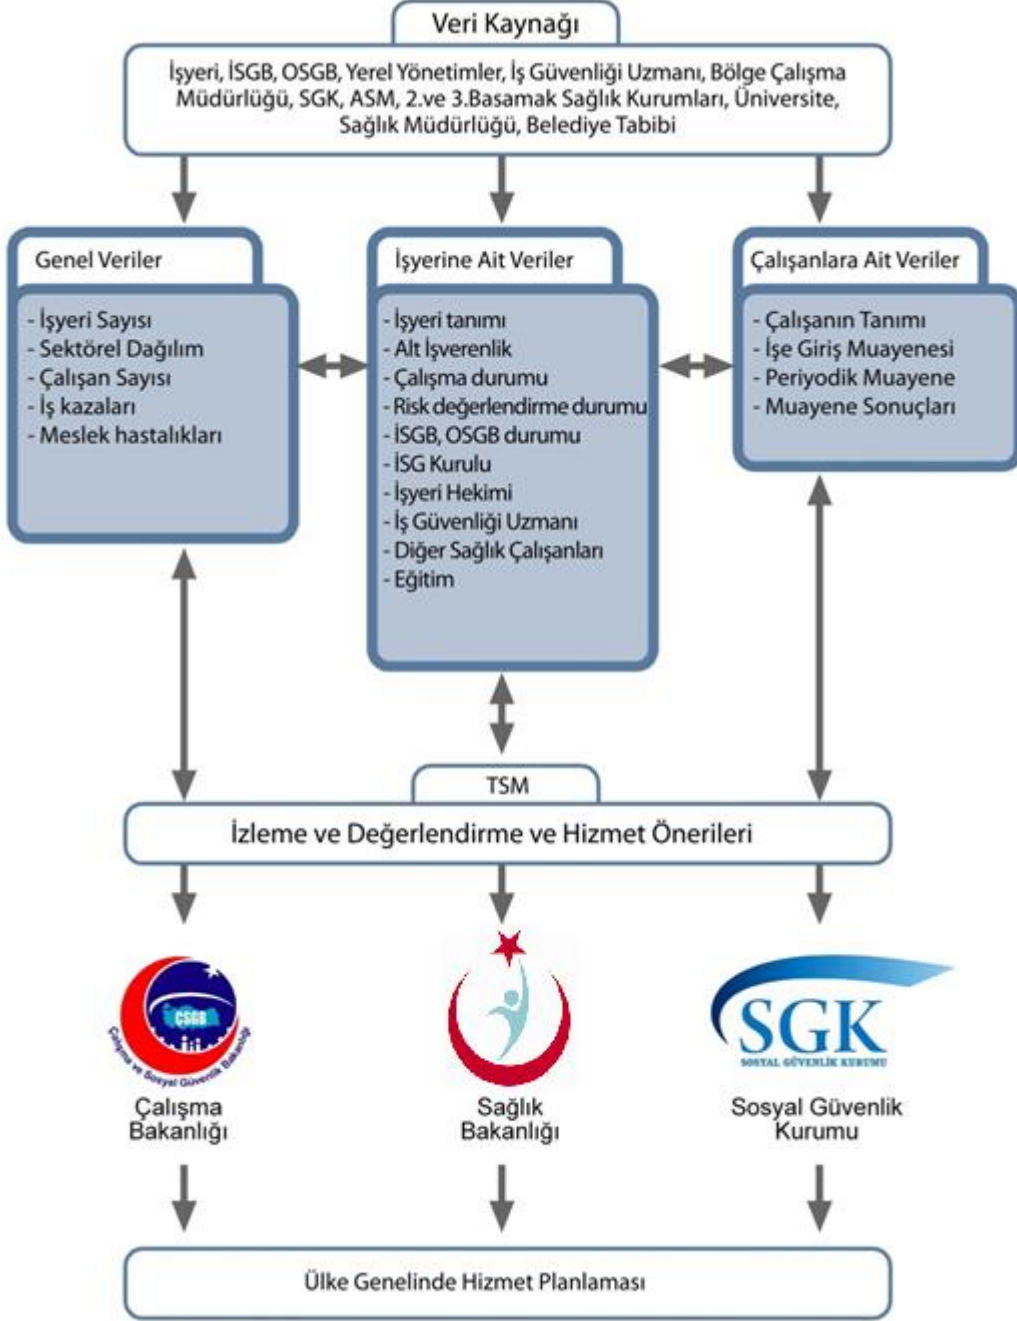 Veri Kaynağı
İşyeri, İSGB, OSGB, Yerel Yönetimler, İş Güvenliği Uzmanı, Bölge Çalışma
Müdürlüğü, SGK, ASM, 2.ve 3.Basamak Sağlık Kurumları, Üniversite,
Sağlık Müdürlüğü, Belediye Tabibi
Genel Veriler
- İşyeri Sayısı
- Sektörel Dağılım
- Çalışan Sayısı
- İş kazaları
- Meslek hastalıkları
İşyerine Ait Veriler
- İşyeri tanımı
- Alt İşverenlik
- Çalışma durumu
- Risk değerlendirme durumu
- İSGB, OSGB durumu
- İSG Kurulu
- İşyeri Hekimi
- İş Güvenliği Uzmanı
- Diğer Sağlık Çalışanları
- Eğitim
Çalışanlara Ait Veriler
- Çalışanın Tanımı
- İşe Giriş Muayenesi
- Periyodik Muayene
- Muayene Sonuçları
TSM
İzleme ve Değerlendirme ve Hizmet Önerileri
ÇSGB
Çalışma ve Sosyal Güvenlik Bakanlığı
Çalışma
Bakanlığı
Sağlık
Bakanlığı
SGK
SOSYAL GÜVENLİK KURUMU
Sosyal Güvenlik
Kurumu
Ülke Genelinde Hizmet Planlaması